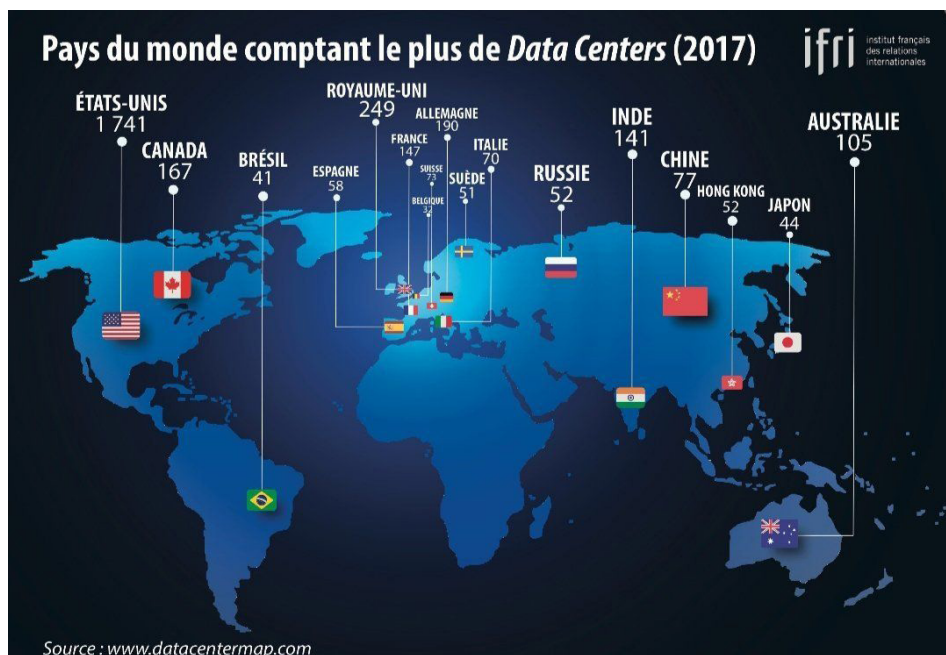 Pays du monde comptant le plus de Data Centers (2017)
ifri
institut français
des relations
internationales
ÉTATS-UNIS
1 741
CANADA
167
BRÉSIL
41
ESPAGNE
58
ROYAUME-UNI
249
FRANCE
147
SUISSE
73
BELGIQUE
32
ALLEMAGNE
190
SUÈDE
51
ITALIE
70
RUSSIE
52
INDE
141
CHINE
77
HONG KONG
52
JAPON
44
AUSTRALIE
105
Source : www.datacentermap.com